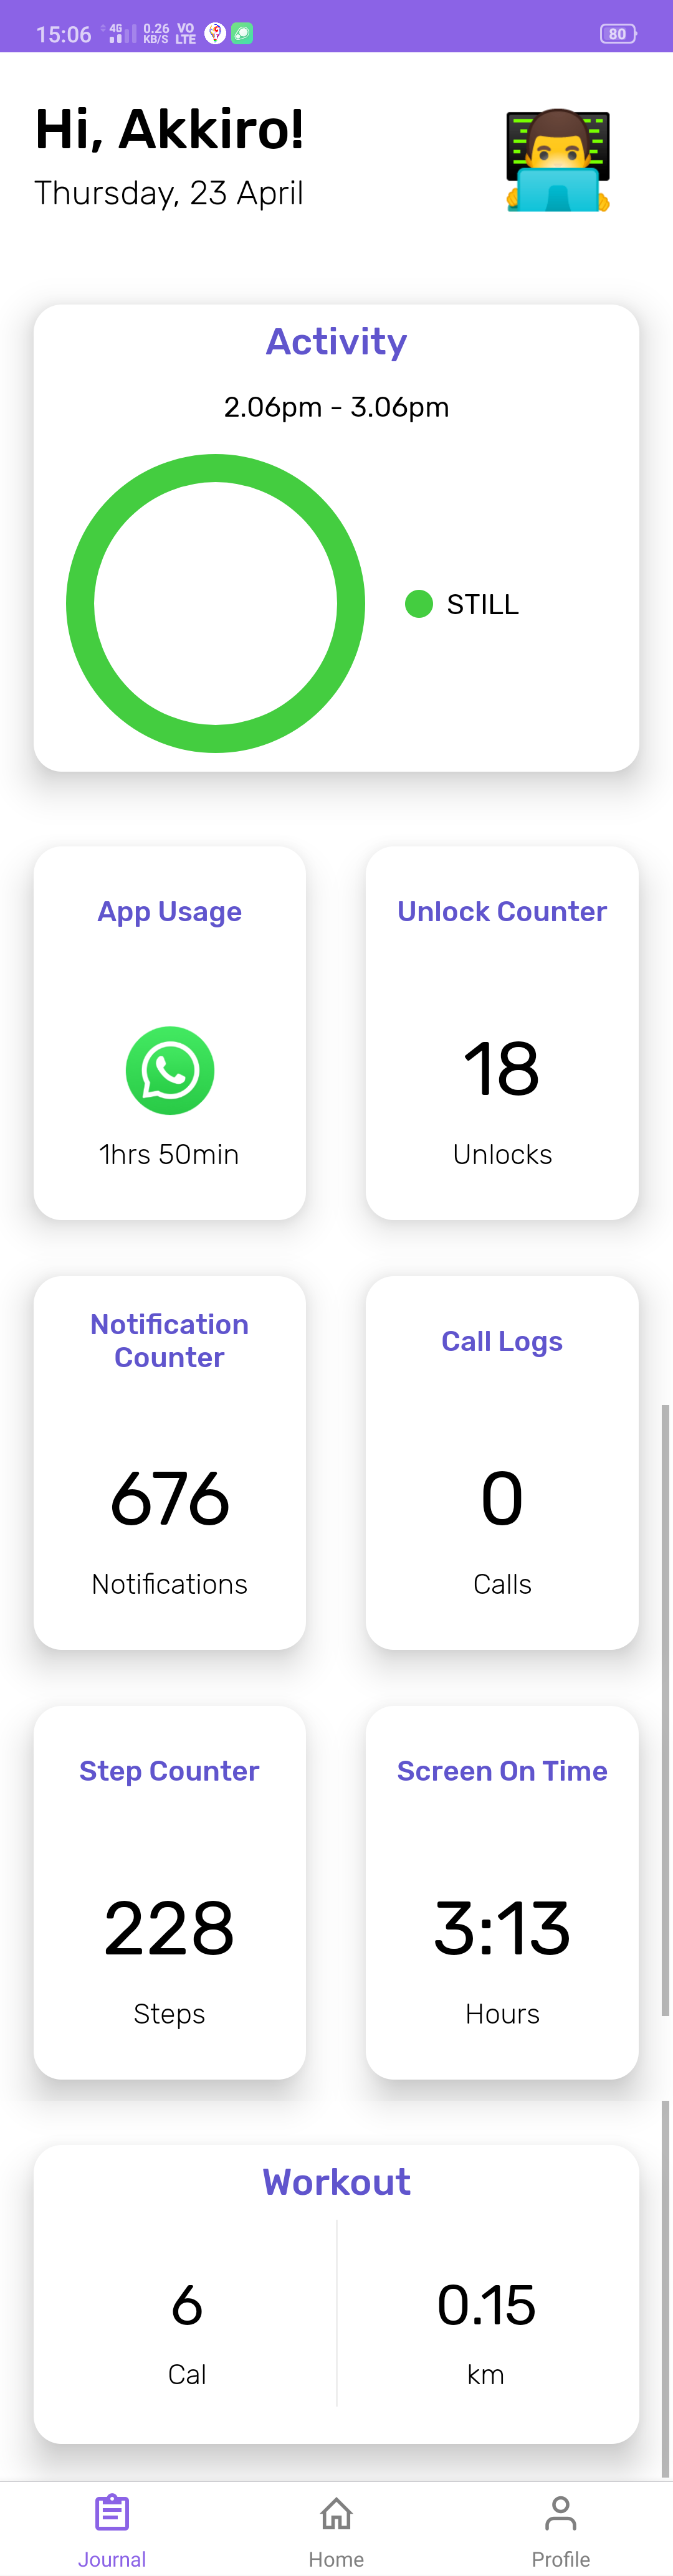 15:06 4G 0.26 KB/S VO LTE 80
Hi, Akkiro!
Thursday, 23 April
Activity
2.06pm - 3.06pm
STILL
App Usage
1hrs 50min
Unlock Counter
18
Unlocks
Notification
Counter
676
Notifications
Call Logs
0
Calls
Step Counter
228
Steps
Screen On Time
3:13
Hours
Workout
6
Cal
0.15
km
Journal Home Profile